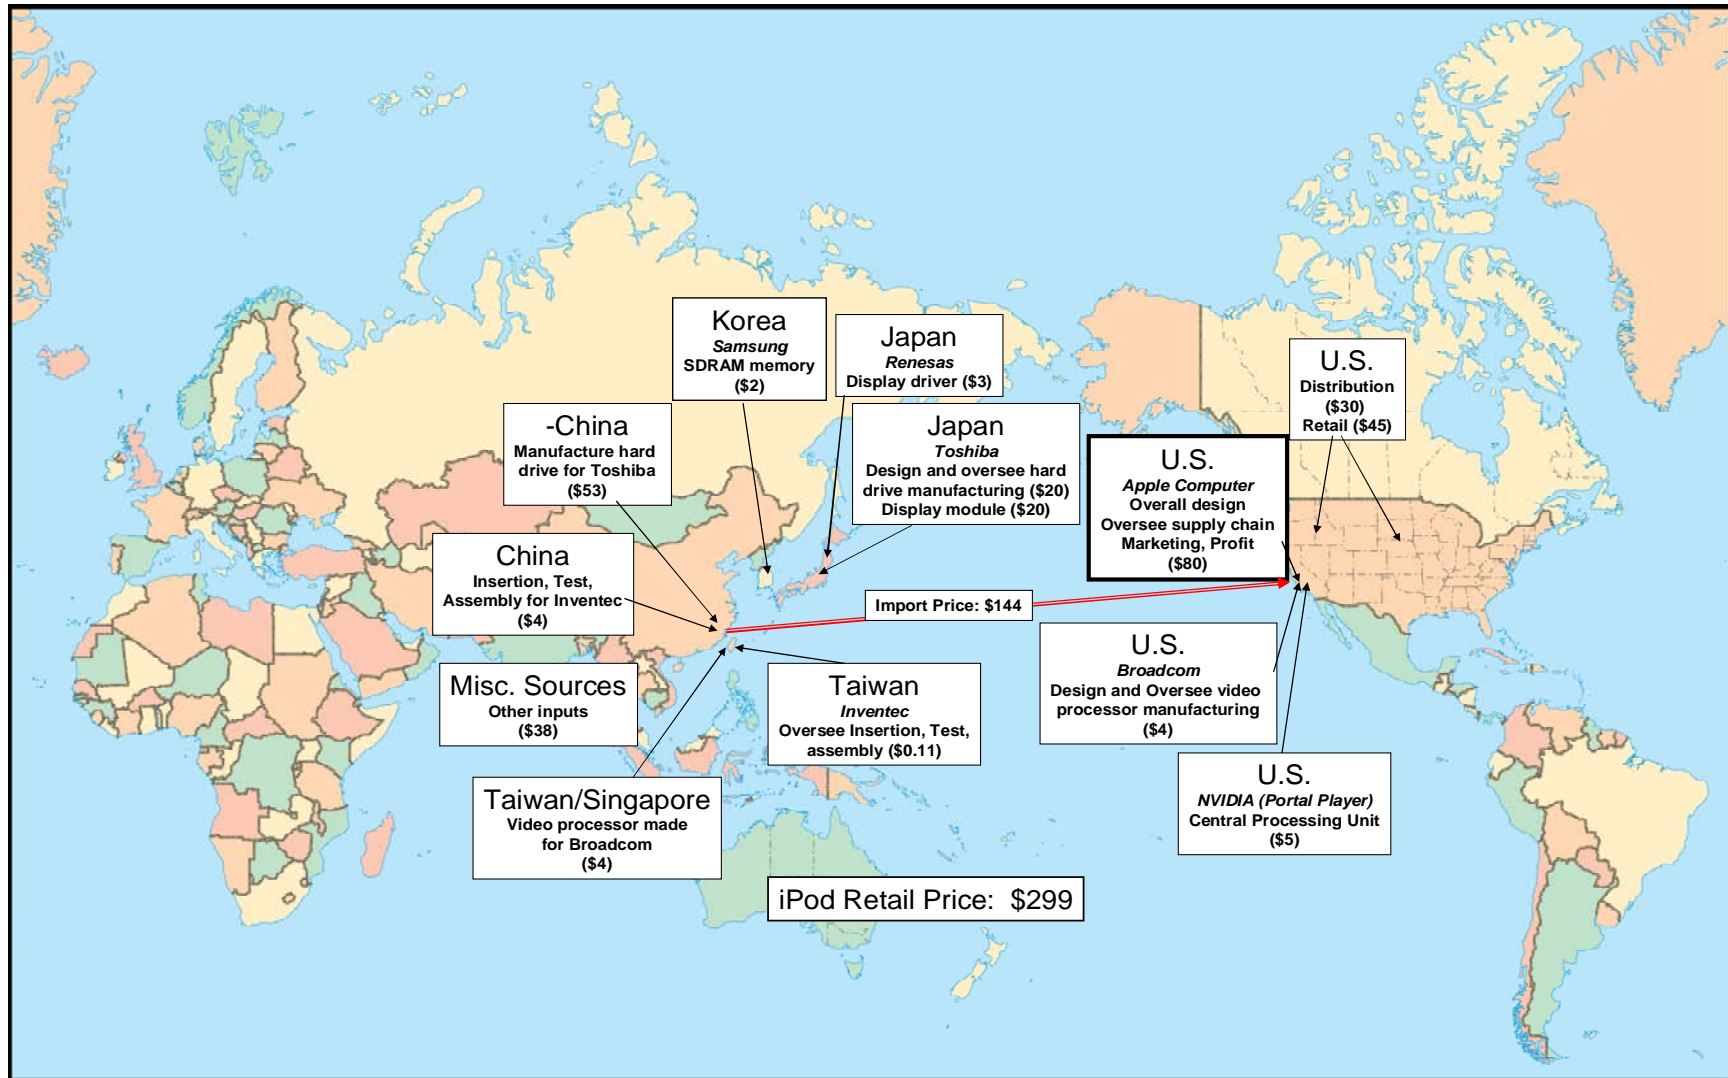 Korea
Samsung
SDRAM memory
($2)
Japan
Renesas
Display driver ($3)
U.S.
Distribution
($30)
Retail ($45)
-China
Manufacture hard
drive for Toshiba
($53)
Japan
Toshiba
Design and oversee hard
drive manufacturing ($20)
Display module ($20)
U.S.
Apple Computer
Overall design
Oversee supply chain
Marketing, Profit
($80)
China
Insertion, Test,
Assembly for Inventec
($4)
Import Price: $144
Misc. Sources
Other inputs
($38)
Taiwan
Inventec
Oversee Insertion, Test,
assembly ($0.11)
U.S.
Broadcom
Design and Oversee video
processor manufacturing
($4)
Taiwan/Singapore
Video processor made
for Broadcom
($4)
U.S.
NVIDIA (Portal Player)
Central Processing Unit
($5)
iPod Retail Price: $299